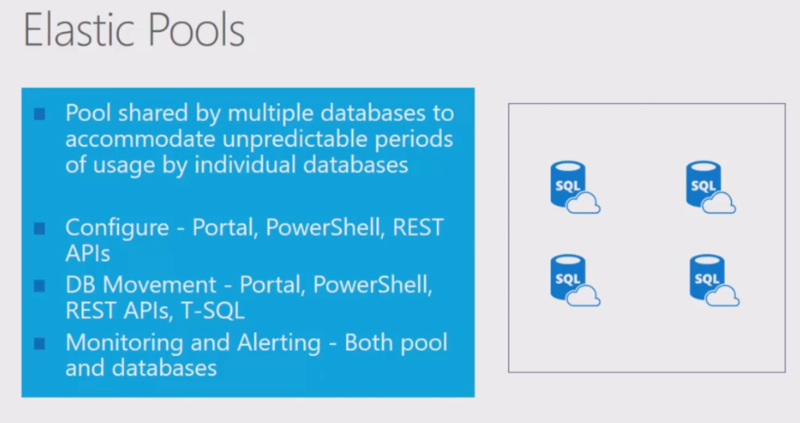 Elastic Pools
Pool shared by multiple databases to
accommodate unpredictable periods
of usage by individual databases
Configure - Portal, PowerShell, REST
APIs
DB Movement - Portal, PowerShell,
REST APIs, T-SQL
Monitoring and Alerting - Both pool
and databases
SQL
SQL
SQL
SQL